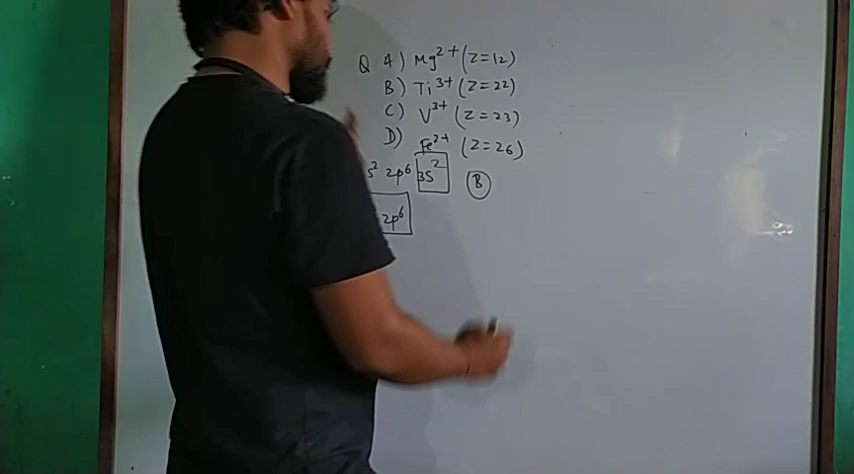 Q A) Mg²⁺ (Z=12)
B) Ti³⁺ (Z=22)
C) V³⁺ (Z=23)
D) Fe²⁺ (Z=26)
s² 2p⁶ 3s² B
2p⁶